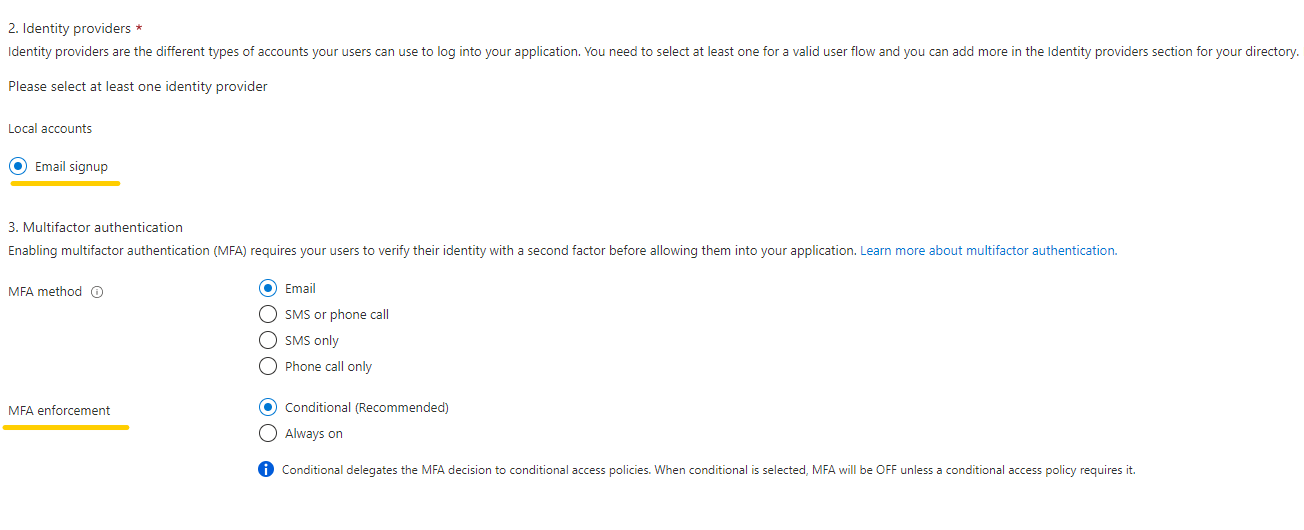 2. Identity providers *
Identity providers are the different types of accounts your users can use to log into your application. You need to select at least one for a valid user flow and you can add more in the Identity providers section for your directory.
Please select at least one identity provider
Local accounts
Email signup
3. Multifactor authentication
Enabling multifactor authentication (MFA) requires your users to verify their identity with a second factor before allowing them into your application. Learn more about multifactor authentication.
MFA method
Email
SMS or phone call
SMS only
Phone call only
MFA enforcement
Conditional (Recommended)
Always on
Conditional delegates the MFA decision to conditional access policies. When conditional is selected, MFA will be OFF unless a conditional access policy requires it.